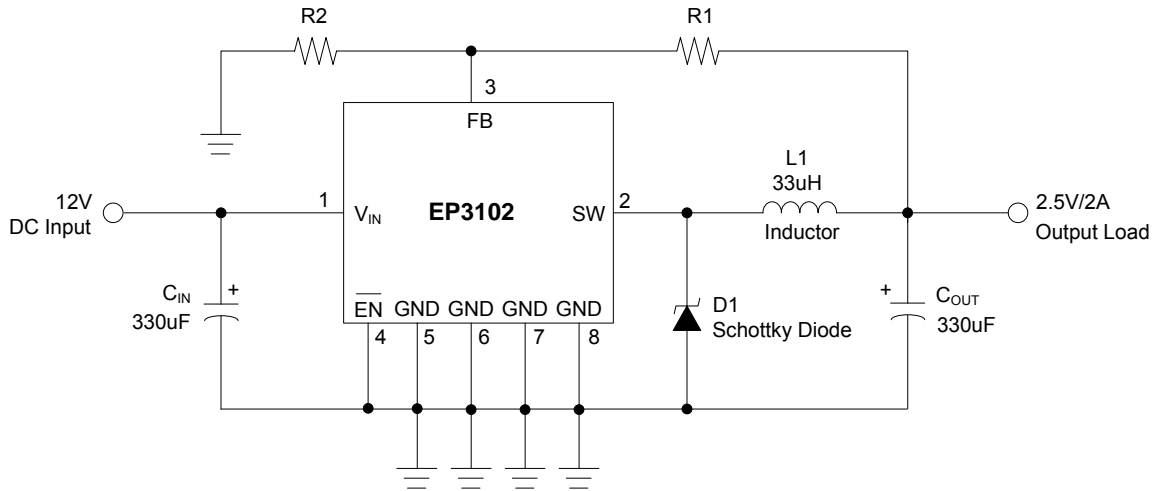 R2
R1
3
FB
12V
DC Input
1
VIN
EP3102
SW
2
L1
33uH
Inductor
2.5V/2A
Output Load
CIN
+
330uF
EN GND GND GND GND
4 5 6 7 8
D1
Schottky Diode
+
COUT
330uF